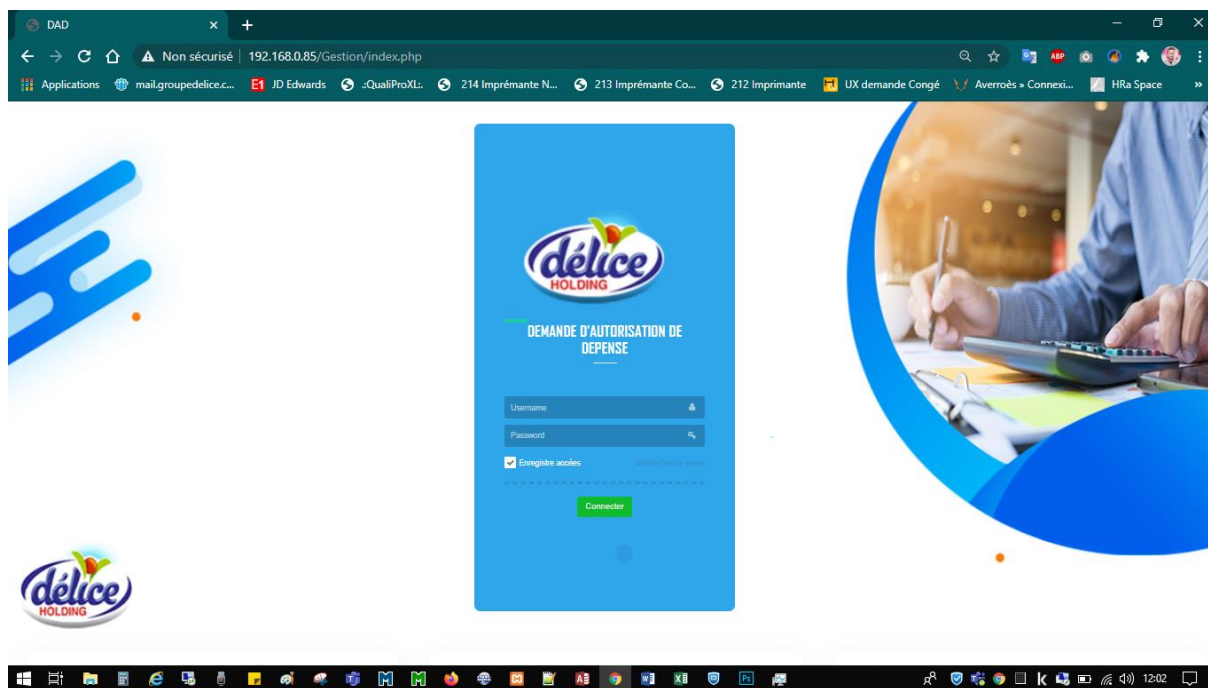 DAD
Non sécurisé
192.168.0.85/Gestion/index.php
ABP
Applications
mail.groupedelice.c...
E1
JD Edwards
.:QualiProXL:.
214 Imprémante N...
213 Imprémante Co...
212 Imprimante
UX demande Congé
Averroès » Connexi...
HRa Space
»
délice
HOLDING
DEMANDE D'AUTORISATION DE
DEPENSE
Username
Password
Enregistre accées
Connecter
délice
HOLDING
12:02